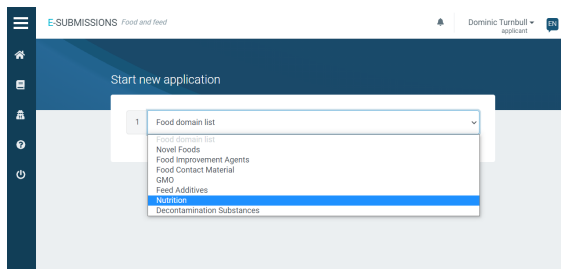 E-SUBMISSIONS Food and feed
Dominic Turnbull
applicant
EN
Start new application
1 Food domain list
Food domain list
Novel Foods
Food Improvement Agents
Food Contact Material
GMO
Feed Additives
Nutrition
Decontamination Substances